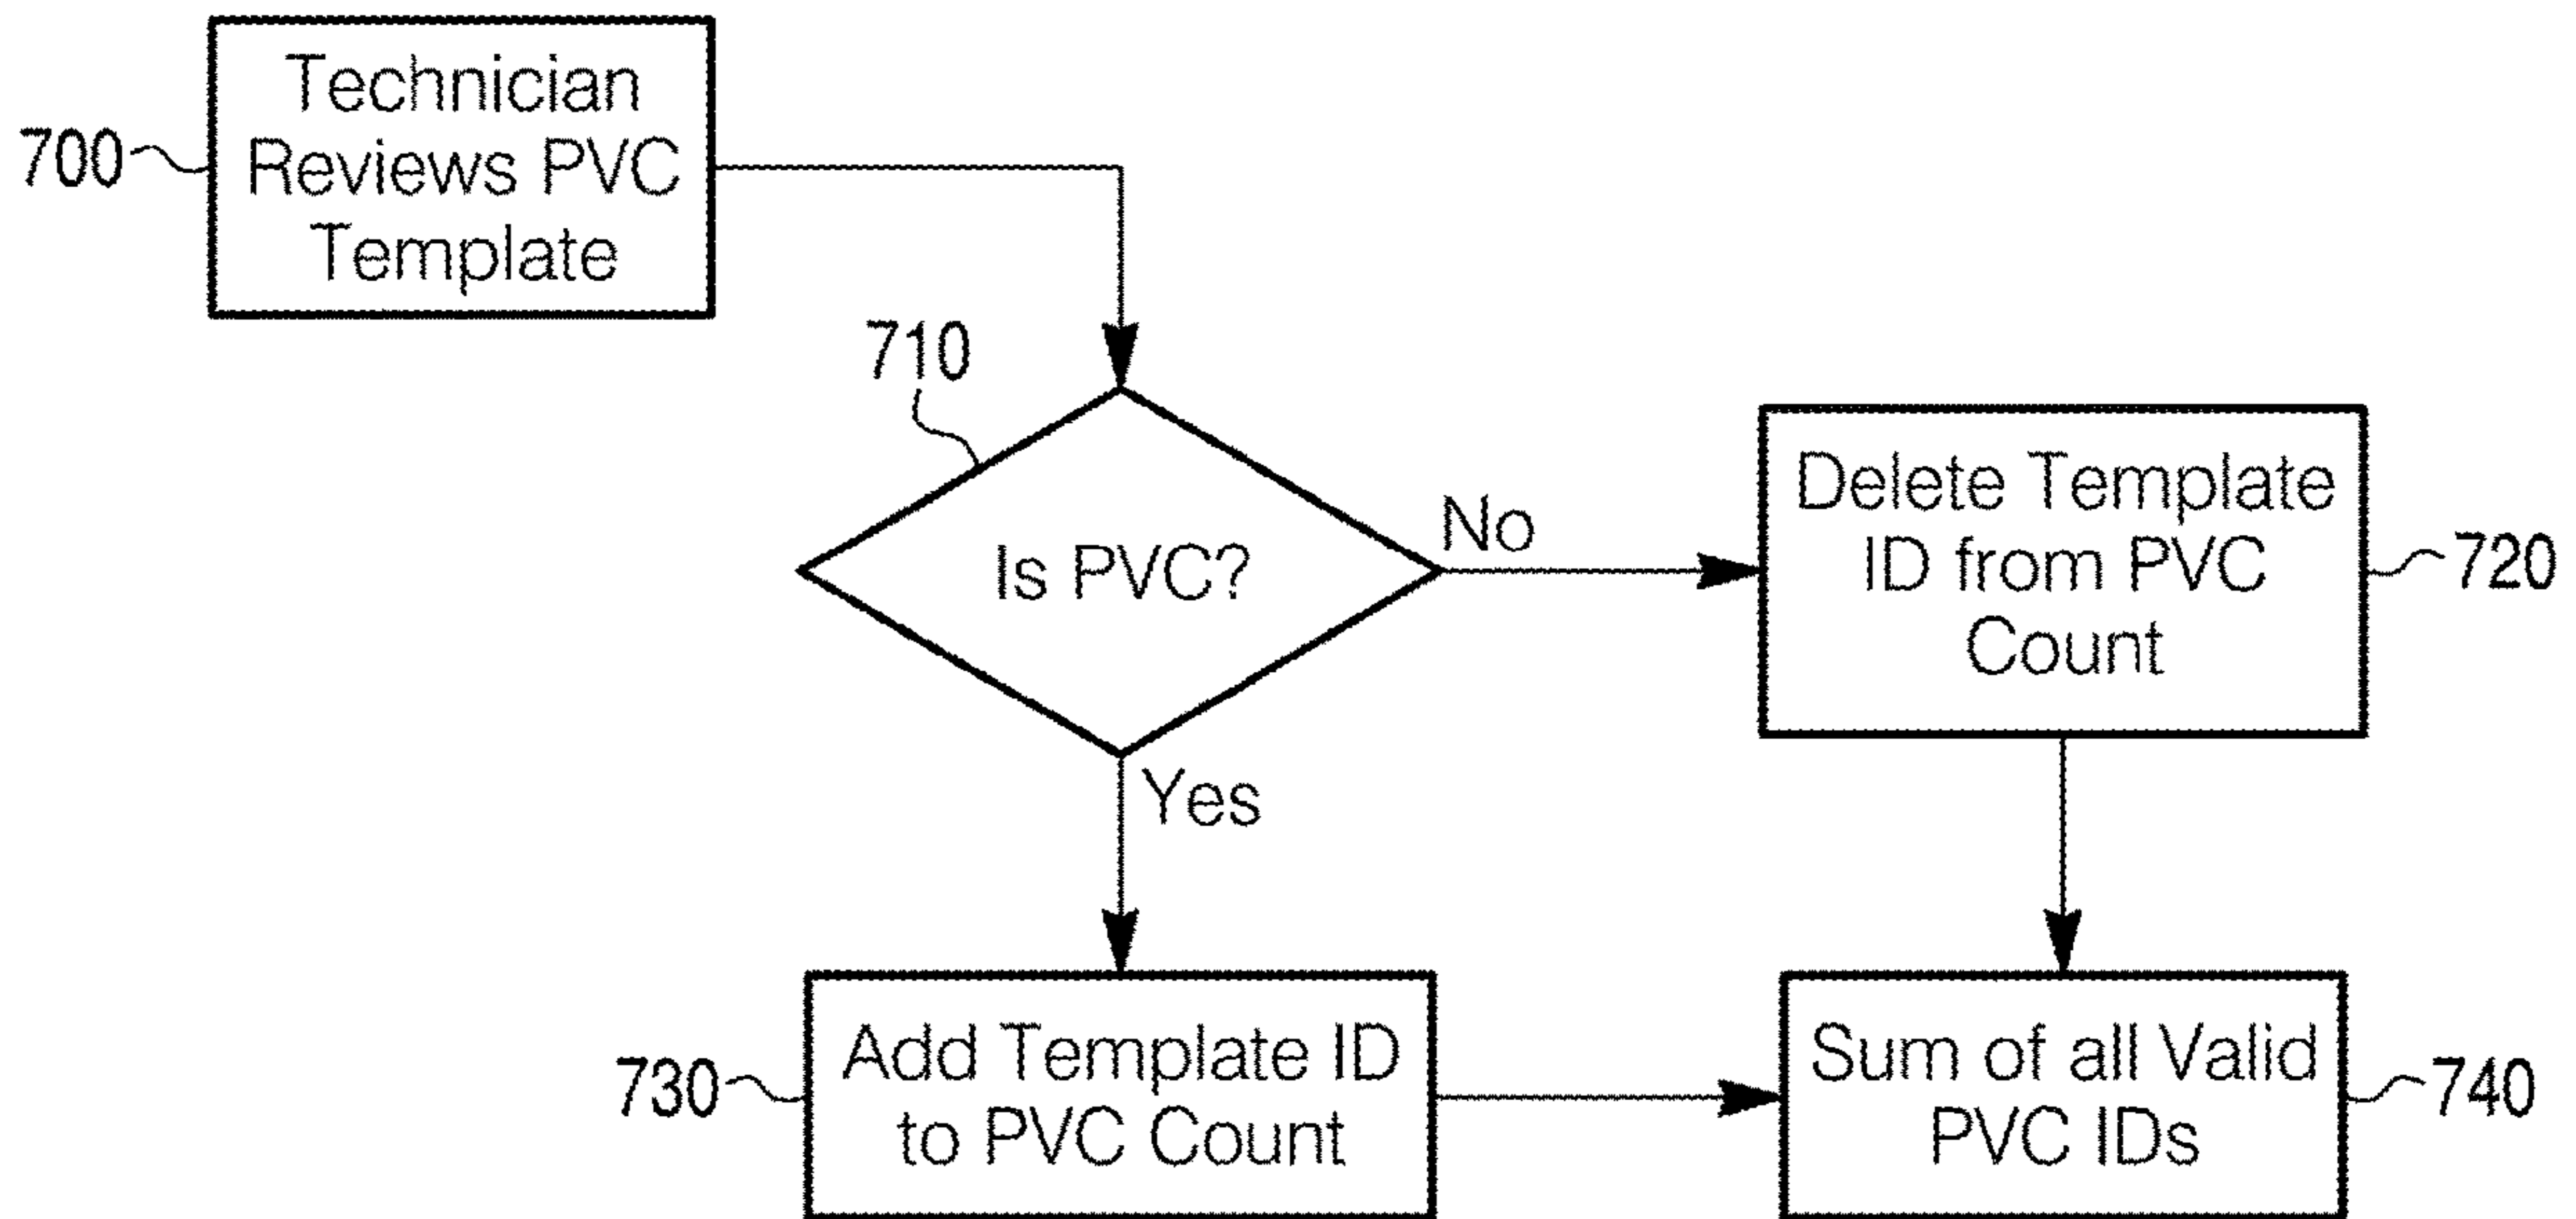 Technician
Reviews PVC
Template
700
710
Is PVC?
No
Yes
Delete Template
ID from PVC
Count
720
730
Add Template ID
to PVC Count
Sum of all Valid
PVC IDs
740